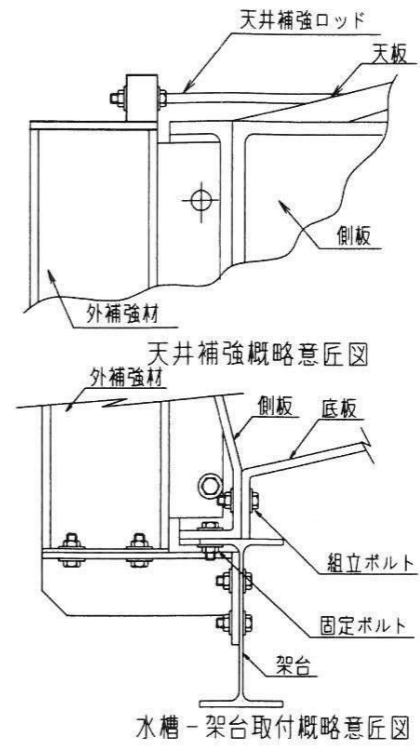 天井補強ロッド
天板
側板
外補強材
天井補強概略意匠図
外補強材
側板
底板
組立ボルト
固定ボルト
架台
水槽-架台取付概略意匠図